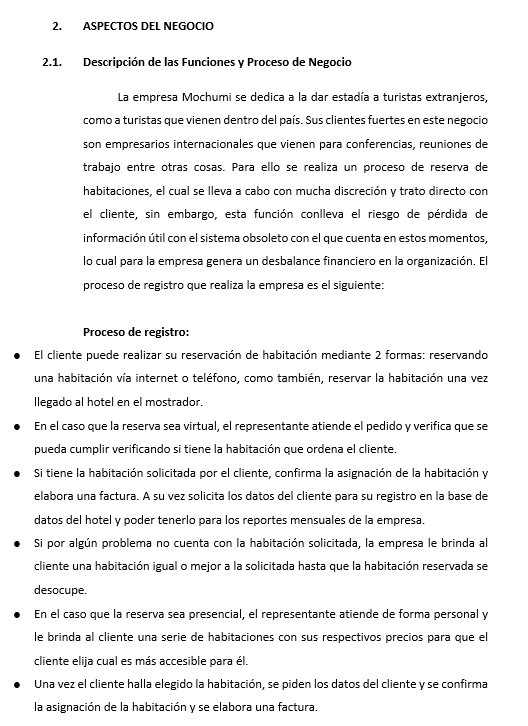 2. ASPECTOS DEL NEGOCIO
2.1. Descripción de las Funciones y Proceso de Negocio
La empresa Mochumi se dedica a la dar estadía a turistas extranjeros,
como a turistas que vienen dentro del país. Sus clientes fuertes en este negocio
son empresarios internacionales que vienen para conferencias, reuniones de
trabajo entre otras cosas. Para ello se realiza un proceso de reserva de
habitaciones, el cual se lleva a cabo con mucha discreción y trato directo con
el cliente, sin embargo, esta función conlleva el riesgo de pérdida de
información útil con el sistema obsoleto con el que cuenta en estos momentos,
lo cual para la empresa genera un desbalance financiero en la organización. El
proceso de registro que realiza la empresa es el siguiente:
Proceso de registro:
● El cliente puede realizar su reservación de habitación mediante 2 formas: reservando
una habitación vía internet o teléfono, como también, reservar la habitación una vez
llegado al hotel en el mostrador.
● En el caso que la reserva sea virtual, el representante atiende el pedido y verifica que se
pueda cumplir verificando si tiene la habitación que ordena el cliente.
● Si tiene la habitación solicitada por el cliente, confirma la asignación de la habitación y
elabora una factura. A su vez solicita los datos del cliente para su registro en la base de
datos del hotel y poder tenerlo para los reportes mensuales de la empresa.
● Si por algún problema no cuenta con la habitación solicitada, la empresa le brinda al
cliente una habitación igual o mejor a la solicitada hasta que la habitación reservada se
desocupe.
● En el caso que la reserva sea presencial, el representante atiende de forma personal y
le brinda al cliente una serie de habitaciones con sus respectivos precios para que el
cliente elija cual es más accesible para él.
● Una vez el cliente halla elegido la habitación, se piden los datos del cliente y se confirma
la asignación de la habitación y se elabora una factura.